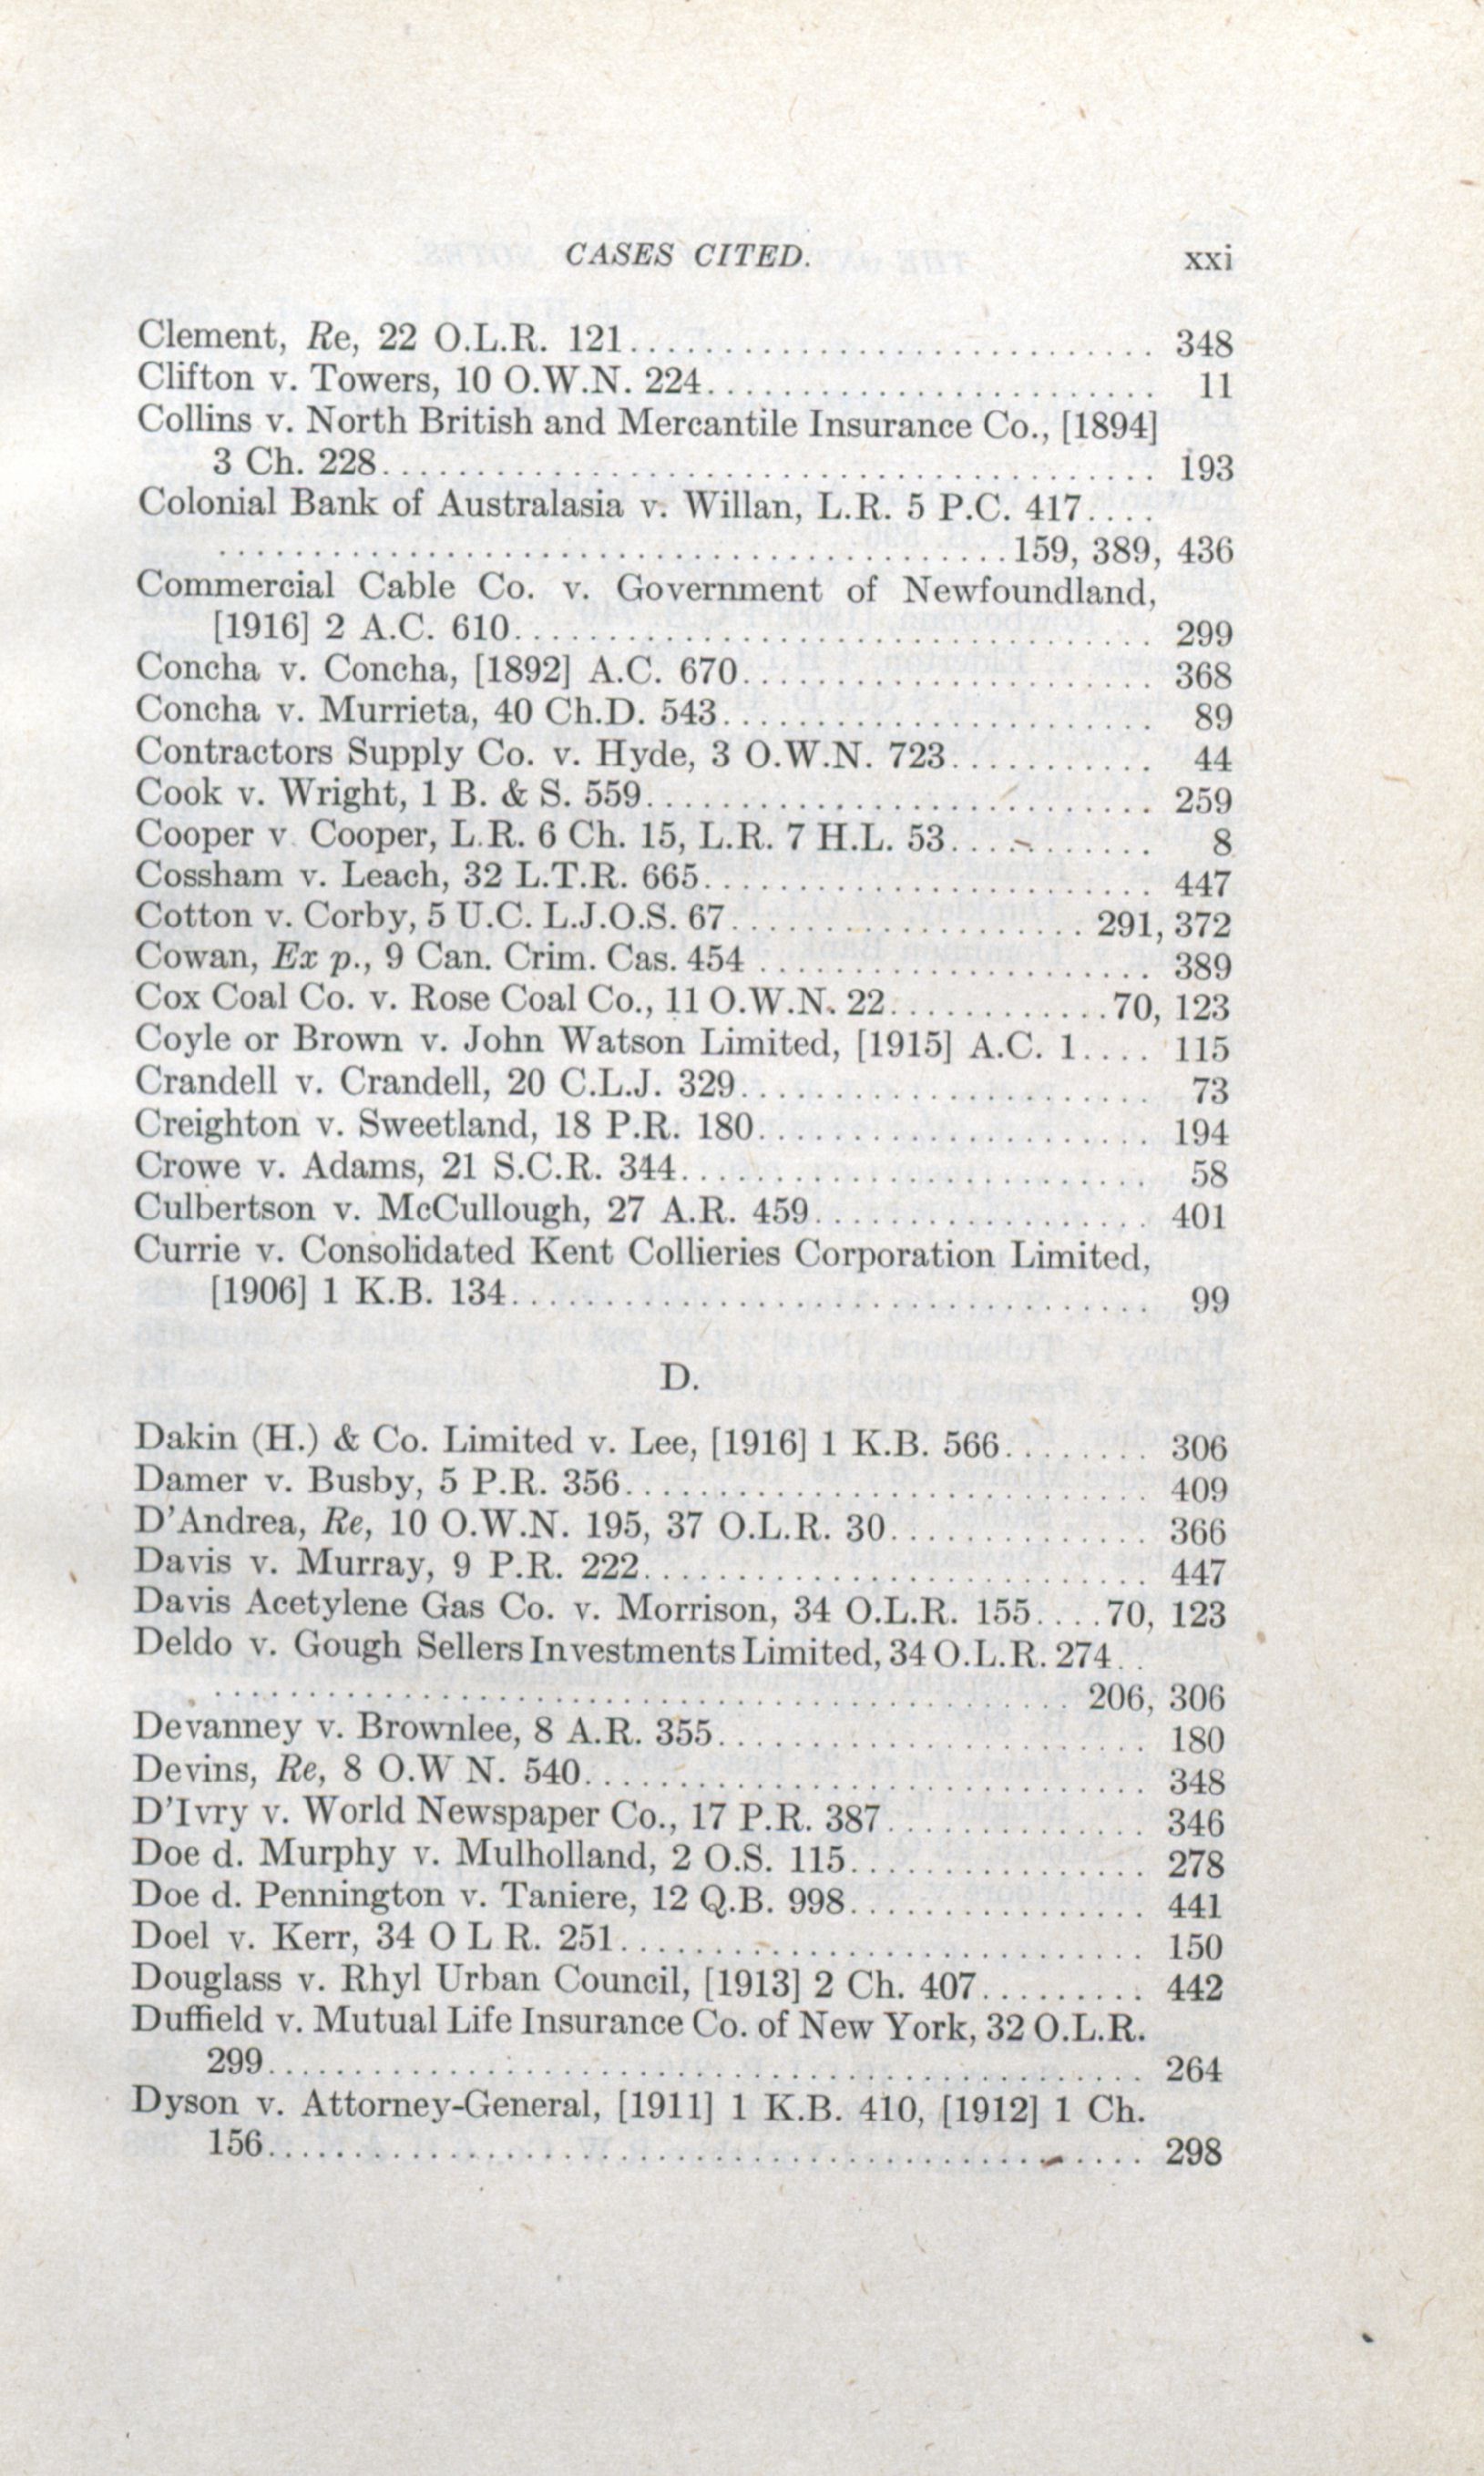 CASES CITED. xxi
Clement, Re, 22 O.L.R. 121.............................. 348
Clifton v. Towers, 10 O.W.N. 224......................... 11
Collins v. North British and Mercantile Insurance Co., [1894]
3 Ch. 228.......................................... 193
Colonial Bank of Australasia v. Willan, L.R. 5 P.C. 417....
...........................................159, 389, 436
Commercial Cable Co. v. Government of Newfoundland,
[1916] 2 A.C. 610................................... 299
Concha v. Concha, [1892] A.C. 670....................... 368
Concha v. Murrieta, 40 Ch.D. 543........................ 89
Contractors Supply Co. v. Hyde, 3 O.W.N. 723........... 44
Cook v. Wright, 1 B. & S. 559............................ 259
Cooper v. Cooper, L.R. 6 Ch. 15, L.R. 7 H.L. 53........... 8
Cossham v. Leach, 32 L.T.R. 665......................... 447
Cotton v. Corby, 5 U.C. L.J.O.S. 67................... 291, 372
Cowan, Ex p., 9 Can. Crim. Cas. 454 ..................... 389
Cox Coal Co. v. Rose Coal Co., 11 O.W.N. 22............70, 123
Coyle or Brown v. John Watson Limited, [1915] A.C. 1.... 115
Crandell v. Crandell, 20 C.L.J. 329....................... 73
Creighton v. Sweetland, 18 P.R. 180...................... 194
Crowe v. Adams, 21 S.C.R. 344.......................... 58
Culbertson v. McCullough, 27 A.R. 459................... 401
Currie v. Consolidated Kent Collieries Corporation Limited,
[1906] 1 K.B. 134................................... 99
D.
Dakin (H.) & Co. Limited v. Lee, [1916] 1 K.B. 566........ 306
Damer v. Busby, 5 P.R. 356............................. 409
D'Andrea, Re, 10 O.W.N. 195, 37 O.L.R. 30.............. 366
Davis v. Murray, 9 P.R. 222............................ 447
Davis Acetylene Gas Co. v. Morrison, 34 O.L.R. 155....70, 123
Deldo v. Gough Sellers Investments Limited, 34 O.L.R. 274..
.............................................. 206, 306
Devanney v. Brownlee, 8 A.R. 355........................ 180
Devins, Re, 8 O.W N. 540............................... 348
D'Ivry v. World Newspaper Co., 17 P.R. 387.............. 346
Doe d. Murphy v. Mulholland, 2 O.S. 115................. 278
Doe d. Pennington v. Taniere, 12 Q.B. 998................ 441
Doel v. Kerr, 34 O L R. 251............................. 150
Douglass v. Rhyl Urban Council, [1913] 2 Ch. 407......... 442
Duffield v. Mutual Life Insurance Co. of New York, 32 O.L.R.
299................................................ 264
Dyson v. Attorney-General, [1911] 1 K.B. 410, [1912] 1 Ch.
156................................................ 298